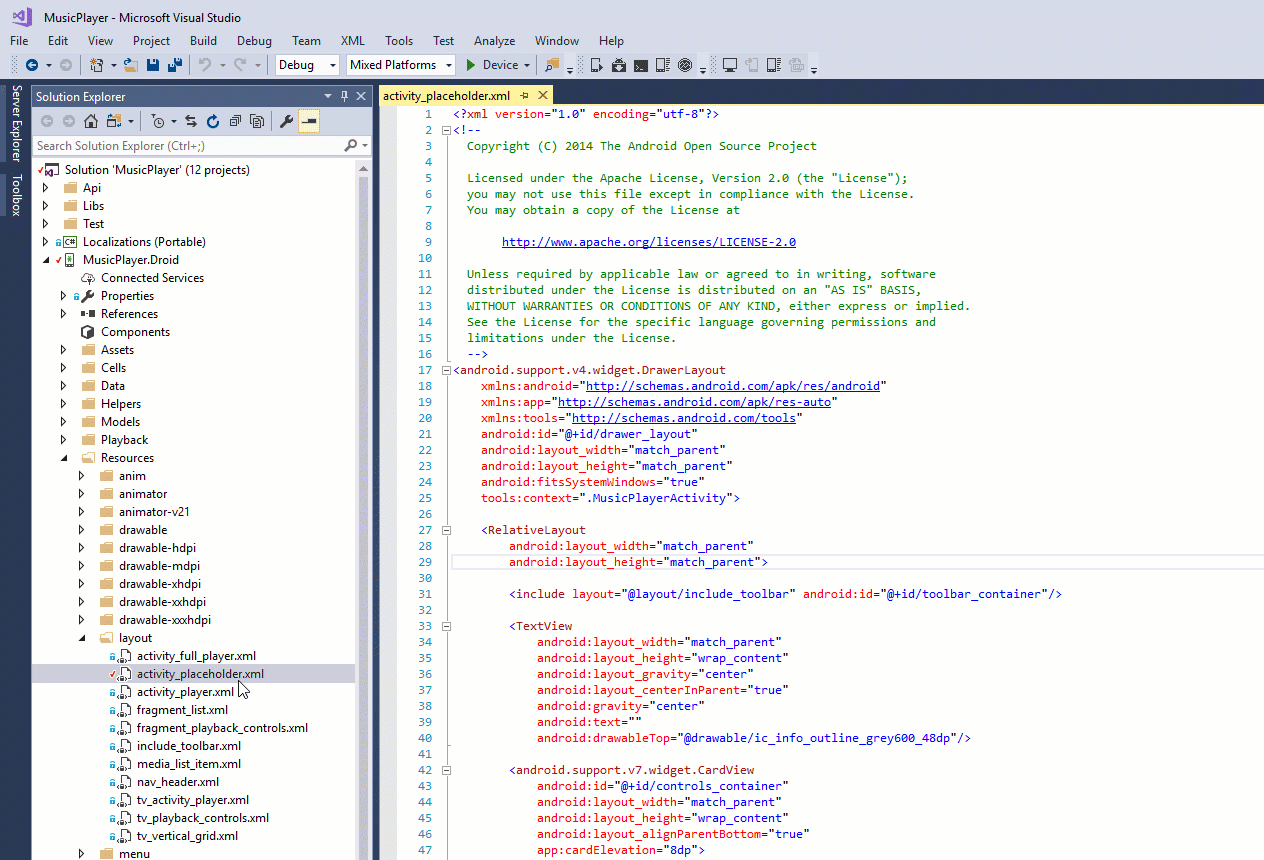 MusicPlayer - Microsoft Visual Studio
File Edit View Project Build Debug Team XML Tools Test Analyze Window Help
Debug Mixed Platforms Device
Server Explorer
Toolbox
Solution Explorer
Search Solution Explorer (Ctrl+;)
Solution 'MusicPlayer' (12 projects)
Api
Libs
Test
C# Localizations (Portable)
MusicPlayer.Droid
Connected Services
Properties
References
Components
Assets
Cells
Data
Helpers
Models
Playback
Resources
anim
animator
animator-v21
drawable
drawable-hdpi
drawable-mdpi
drawable-xhdpi
drawable-xxhdpi
drawable-xxxhdpi
layout
activity_full_player.xml
activity_placeholder.xml
activity_player.xml
fragment_list.xml
fragment_playback_controls.xml
include_toolbar.xml
media_list_item.xml
nav_header.xml
tv_activity_player.xml
tv_playback_controls.xml
tv_vertical_grid.xml
menu
activity_placeholder.xml
1 <?xml version="1.0" encoding="utf-8"?>
2 <!--
3 Copyright (C) 2014 The Android Open Source Project
4
5 Licensed under the Apache License, Version 2.0 (the "License");
6 you may not use this file except in compliance with the License.
7 You may obtain a copy of the License at
8
9 http://www.apache.org/licenses/LICENSE-2.0
10
11 Unless required by applicable law or agreed to in writing, software
12 distributed under the License is distributed on an "AS IS" BASIS,
13 WITHOUT WARRANTIES OR CONDITIONS OF ANY KIND, either express or implied.
14 See the License for the specific language governing permissions and
15 limitations under the License.
16 -->
17 <android.support.v4.widget.DrawerLayout
18 xmlns:android="http://schemas.android.com/apk/res/android"
19 xmlns:app="http://schemas.android.com/apk/res-auto"
20 xmlns:tools="http://schemas.android.com/tools"
21 android:id="@+id/drawer_layout"
22 android:layout_width="match_parent"
23 android:layout_height="match_parent"
24 android:fitsSystemWindows="true"
25 tools:context=".MusicPlayerActivity">
26
27 <RelativeLayout
28 android:layout_width="match_parent"
29 android:layout_height="match_parent">
30
31 <include layout="@layout/include_toolbar" android:id="@+id/toolbar_container"/>
32
33 <TextView
34 android:layout_width="match_parent"
35 android:layout_height="wrap_content"
36 android:layout_gravity="center"
37 android:layout_centerInParent="true"
38 android:gravity="center"
39 android:text=""
40 android:drawableTop="@drawable/ic_info_outline_grey600_48dp"/>
41
42 <android.support.v7.widget.CardView
43 android:id="@+id/controls_container"
44 android:layout_width="match_parent"
45 android:layout_height="wrap_content"
46 android:layout_alignParentBottom="true"
47 app:cardElevation="8dp">